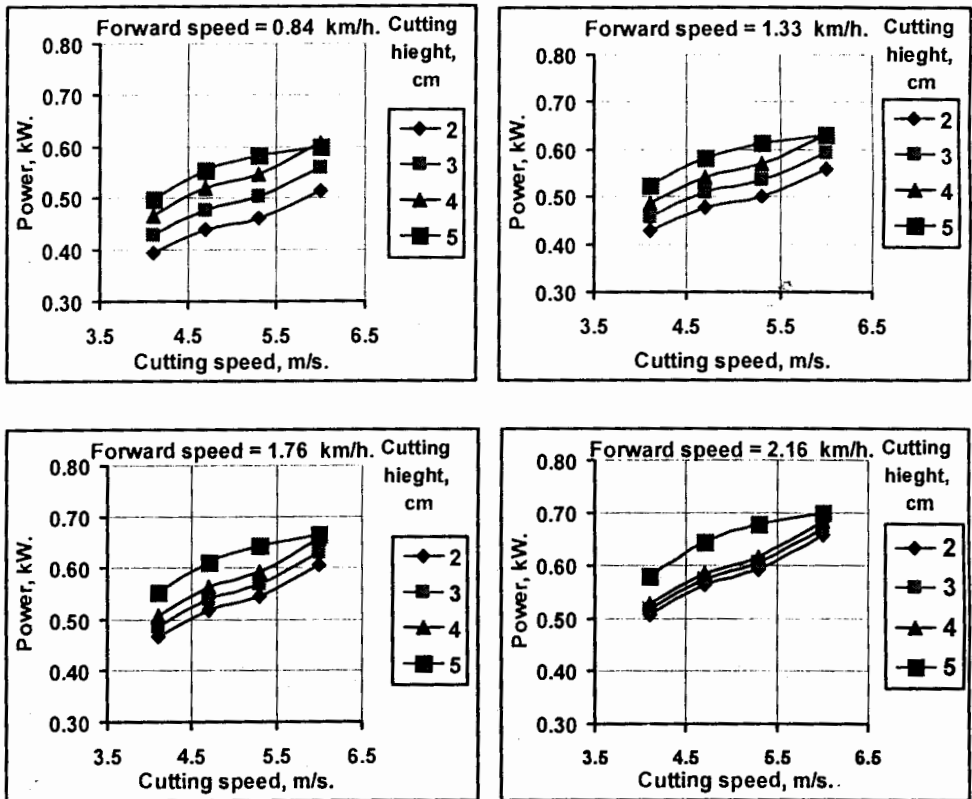 Forward speed = 0.84 km/h. Cutting
hieght,
cm
0.80
0.70
0.60
0.50
0.40
0.30
Power, kW.
2
3
4
5
3.5 4.5 5.5 6.5
Cutting speed, m/s.
Forward speed = 1.33 km/h. Cutting
hieght,
cm
0.80
0.70
0.60
0.50
0.40
0.30
Power, kW.
2
3
4
5
3.5 4.5 5.5 6.5
Cutting speed, m/s.
Forward speed = 1.76 km/h. Cutting
hieght,
cm
0.80
0.70
0.60
0.50
0.40
0.30
Power, kW.
2
3
4
5
3.5 4.5 5.5 6.5
Cutting speed, m/s.
Forward speed = 2.16 km/h. Cutting
hieght,
cm
0.80
0.70
0.60
0.50
0.40
0.30
Power, kW.
2
3
4
5
3.5 4.5 5.5 6.5
Cutting speed, m/s.